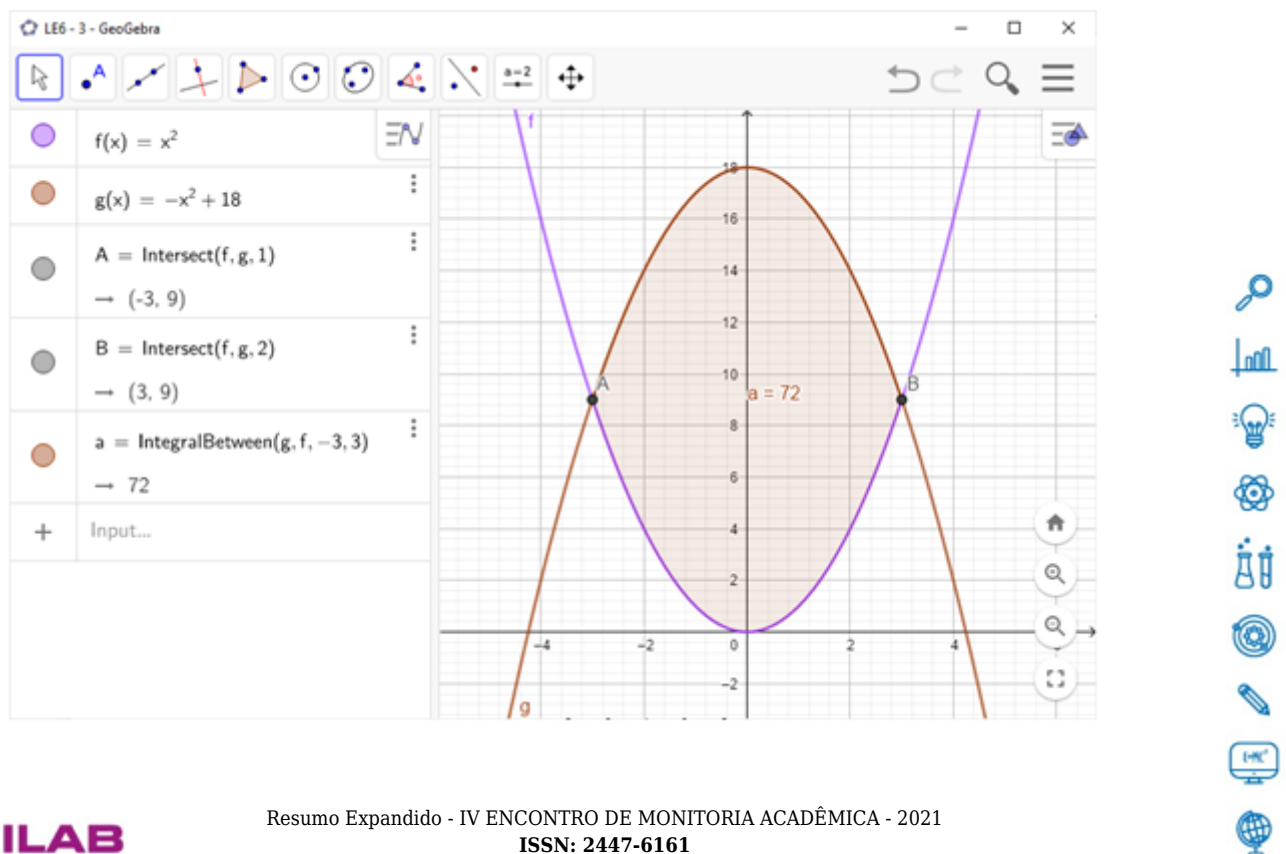 LE6 - 3 - GeoGebra
A
a=2
f(x) = x²
g(x) = −x² + 18
A = Intersect(f, g, 1)
→ (-3, 9)
B = Intersect(f, g, 2)
→ (3, 9)
a = IntegralBetween(g, f, −3, 3)
→ 72
+ Input...
f
18
16
14
12
10
A
B
a = 72
8
6
4
2
−4
−2
0
2
4
−2
g
Resumo Expandido - IV ENCONTRO DE MONITORIA ACADÊMICA - 2021
ISSN: 2447-6161
ILAB